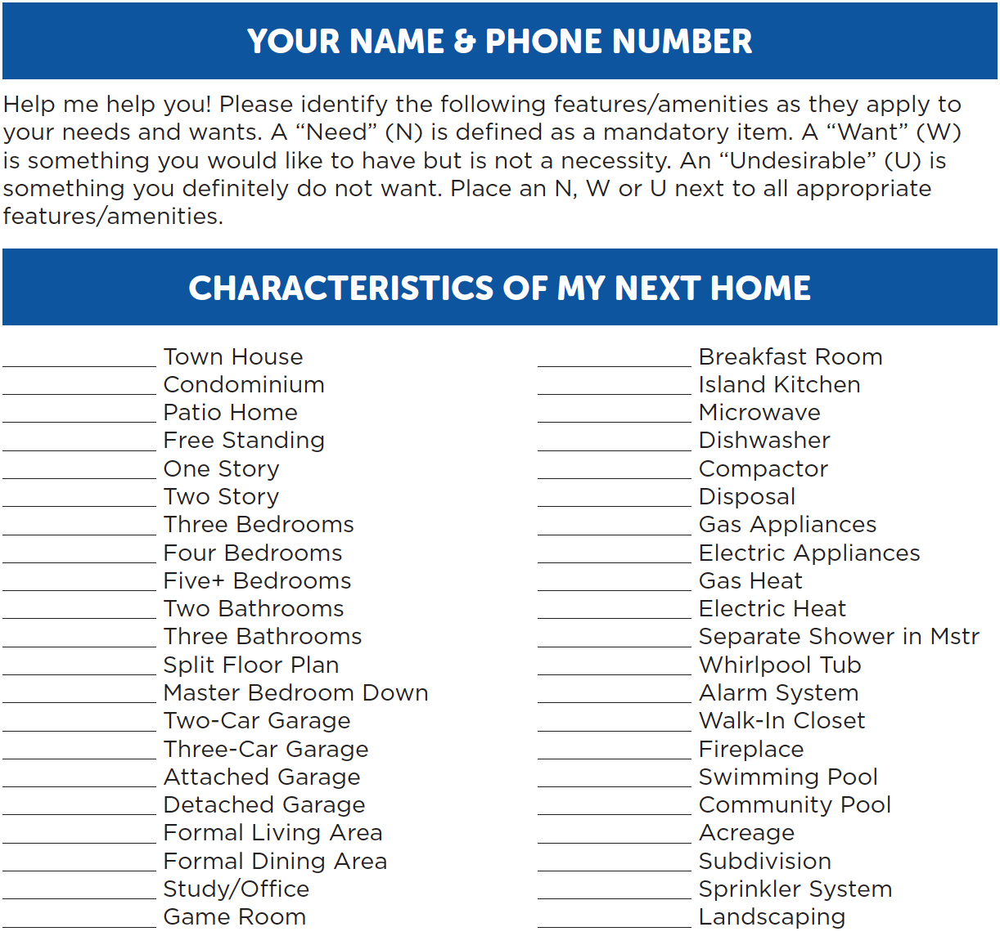 YOUR NAME & PHONE NUMBER
Help me help you! Please identify the following features/amenities as they apply to
your needs and wants. A “Need” (N) is defined as a mandatory item. A “Want” (W)
is something you would like to have but is not a necessity. An “Undesirable” (U) is
something you definitely do not want. Place an N, W or U next to all appropriate
features/amenities.
CHARACTERISTICS OF MY NEXT HOME
Town House
Condominium
Patio Home
Free Standing
One Story
Two Story
Three Bedrooms
Four Bedrooms
Five+ Bedrooms
Two Bathrooms
Three Bathrooms
Split Floor Plan
Master Bedroom Down
Two-Car Garage
Three-Car Garage
Attached Garage
Detached Garage
Formal Living Area
Formal Dining Area
Study/Office
Game Room
Breakfast Room
Island Kitchen
Microwave
Dishwasher
Compactor
Disposal
Gas Appliances
Electric Appliances
Gas Heat
Electric Heat
Separate Shower in Mstr
Whirlpool Tub
Alarm System
Walk-In Closet
Fireplace
Swimming Pool
Community Pool
Acreage
Subdivision
Sprinkler System
Landscaping